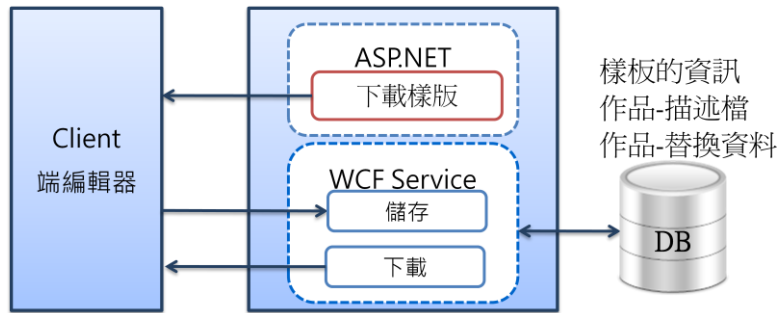 Client
端編輯器
ASP.NET
下載樣版
WCF Service
儲存
下載
樣板的資訊
作品-描述檔
作品-替換資料
DB